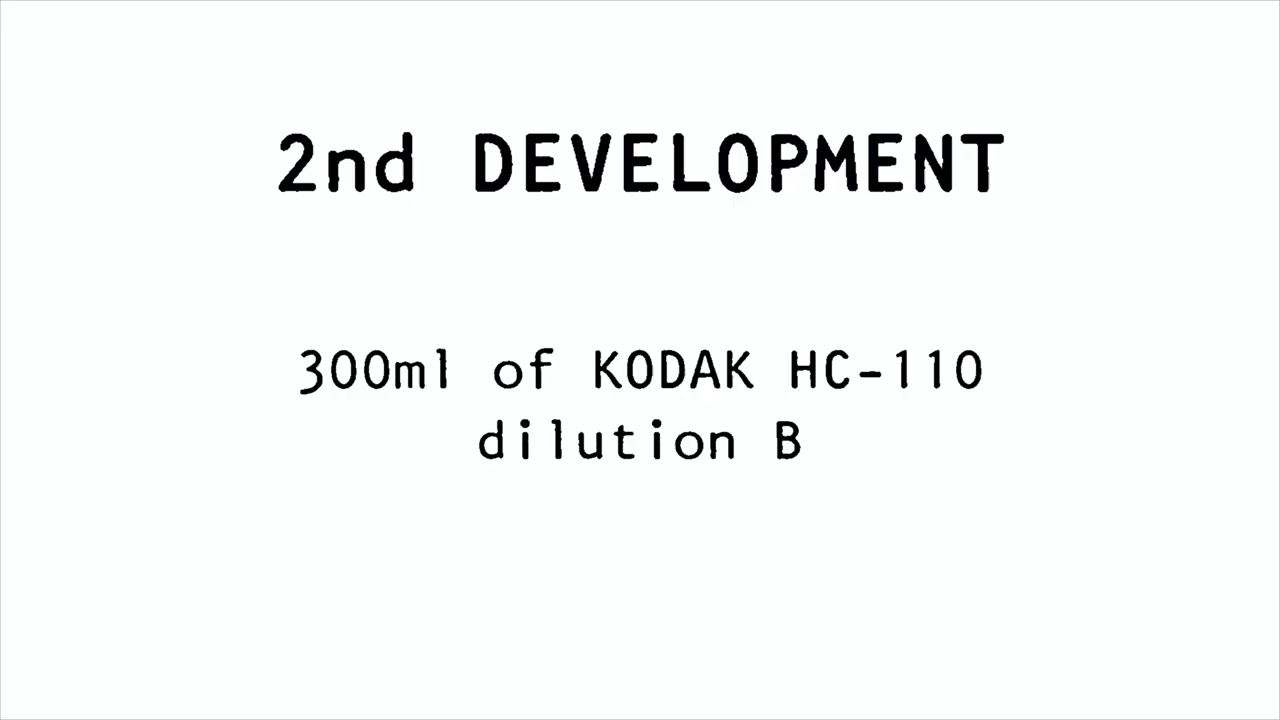 2nd DEVELOPMENT
300ml of KODAK HC-110
dilution B